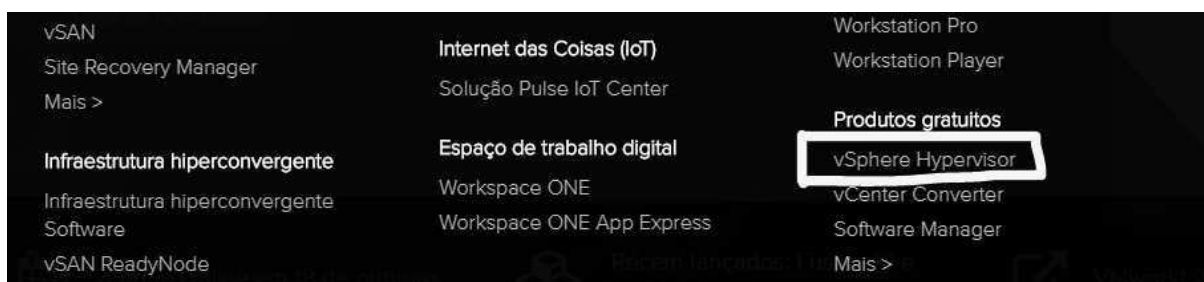 vSAN
Site Recovery Manager
Mais >
Infraestrutura hiperconvergente
Infraestrutura hiperconvergente
Software
vSAN ReadyNode
Internet das Coisas (IoT)
Solução Pulse IoT Center
Espaço de trabalho digital
Workspace ONE
Workspace ONE App Express
Workstation Pro
Workstation Player
Produtos gratuitos
vSphere Hypervisor
vCenter Converter
Software Manager
Mais >